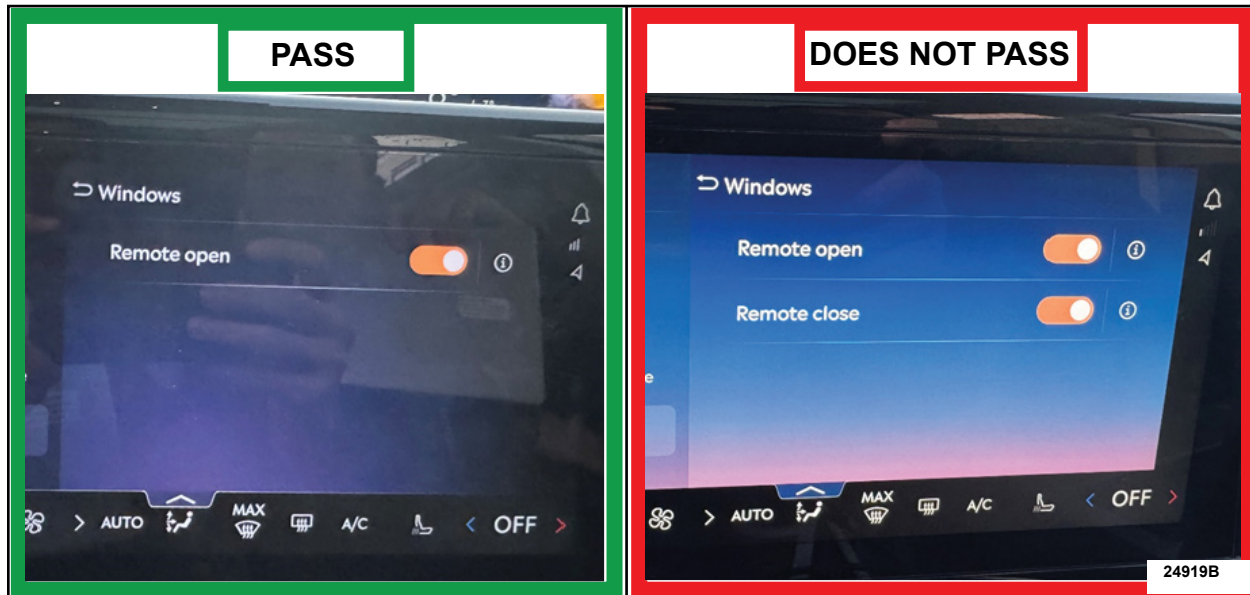 PASS
Windows
Remote open
AUTO
MAX
A/C
OFF
DOES NOT PASS
Windows
Remote open
Remote close
e
AUTO
MAX
A/C
OFF
24919B